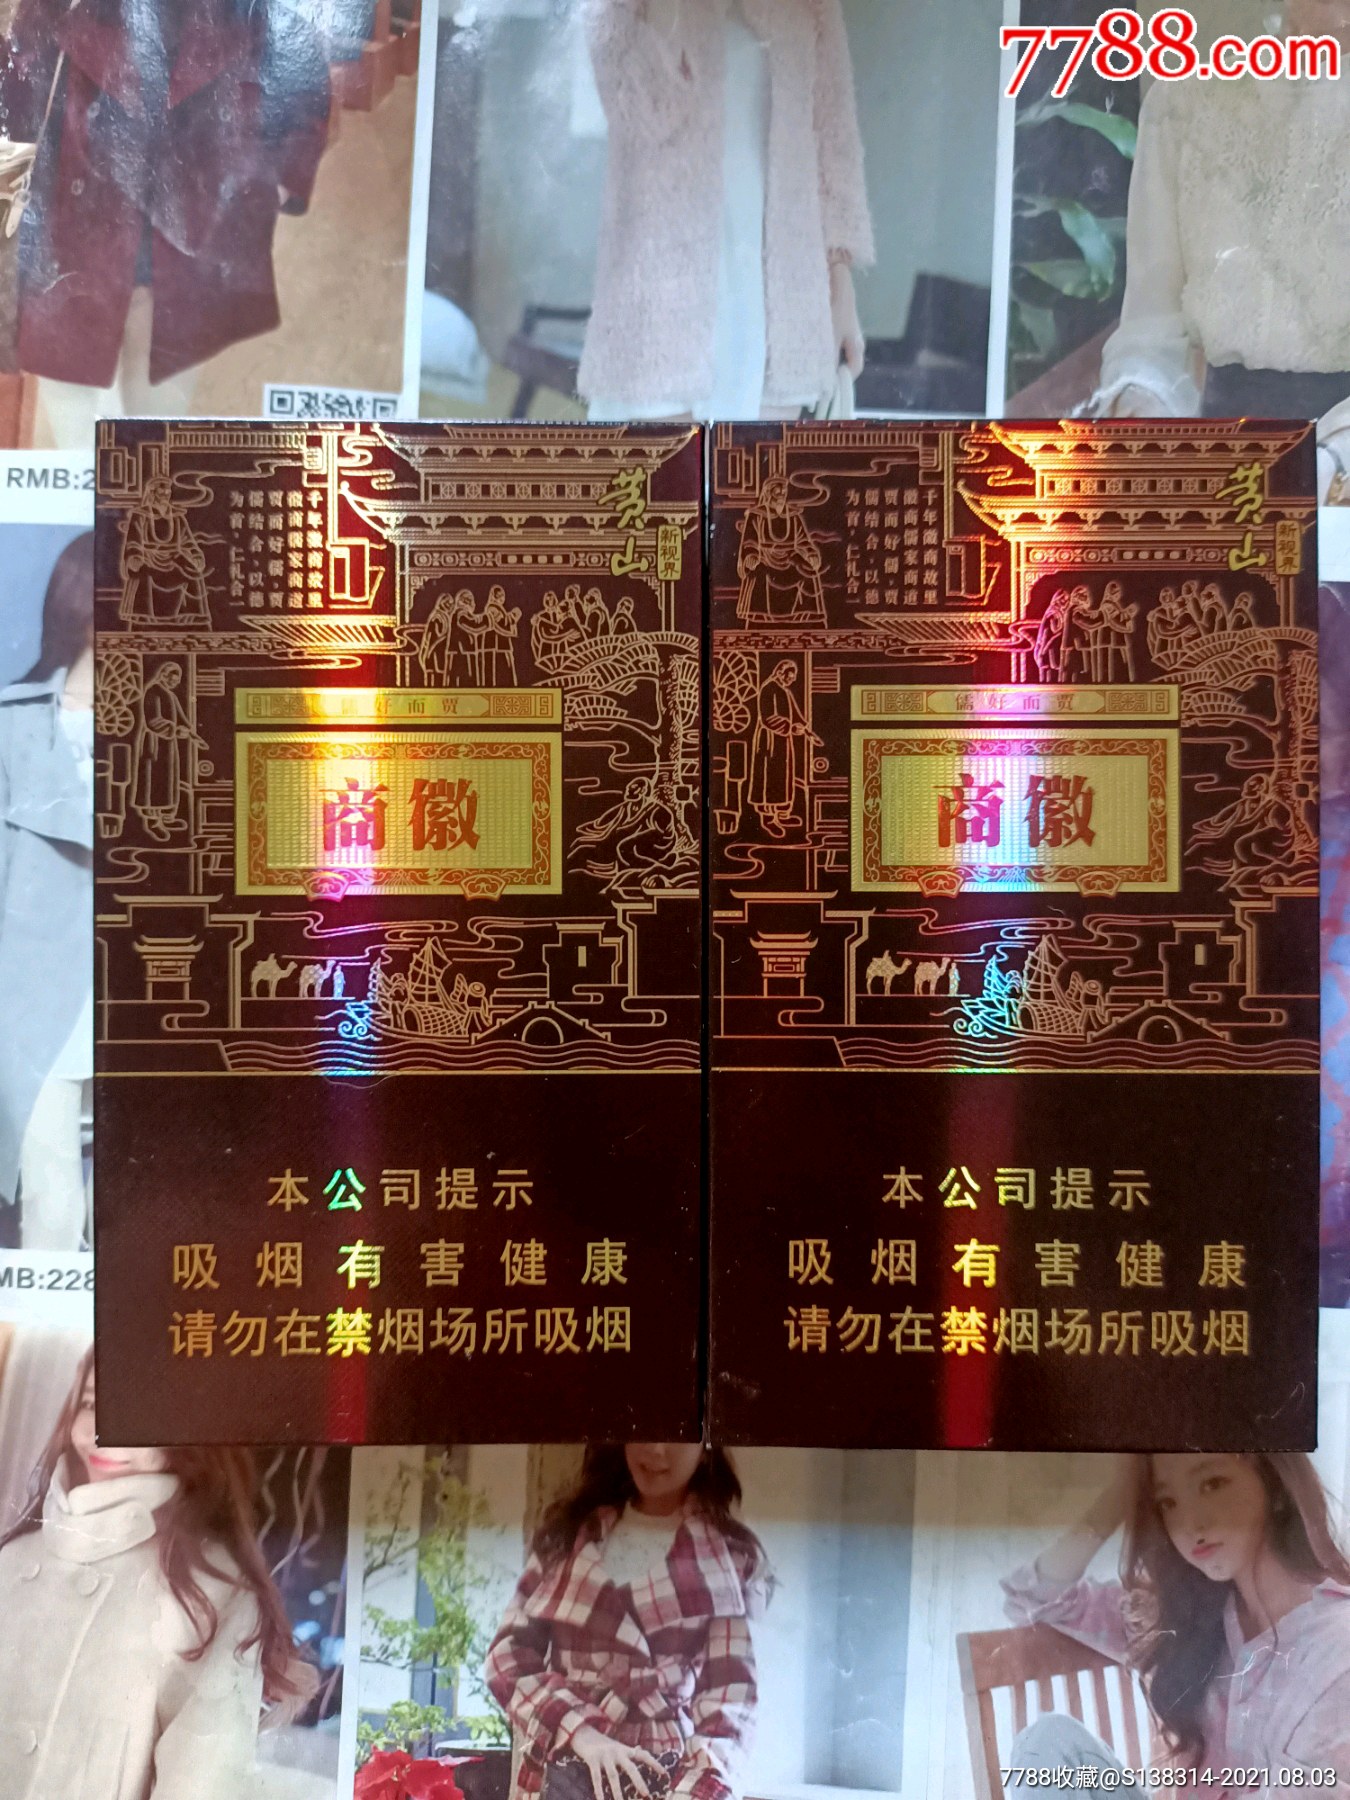 7788.com
RMB:2
黄山
新视界
千年徽商故里
徽商儒家商道
贾而好儒，贾
儒结合，以德
为首，仁礼合一
儒好而贾
商徽
本公司提示
吸烟有害健康
请勿在禁烟场所吸烟
黄山
新视界
千年徽商故里
徽商儒家商道
贾而好儒，贾
儒结合，以德
为首，仁礼合一
儒好而贾
商徽
本公司提示
吸烟有害健康
请勿在禁烟场所吸烟
MB:228
7788收藏@S138314-2021.08.03